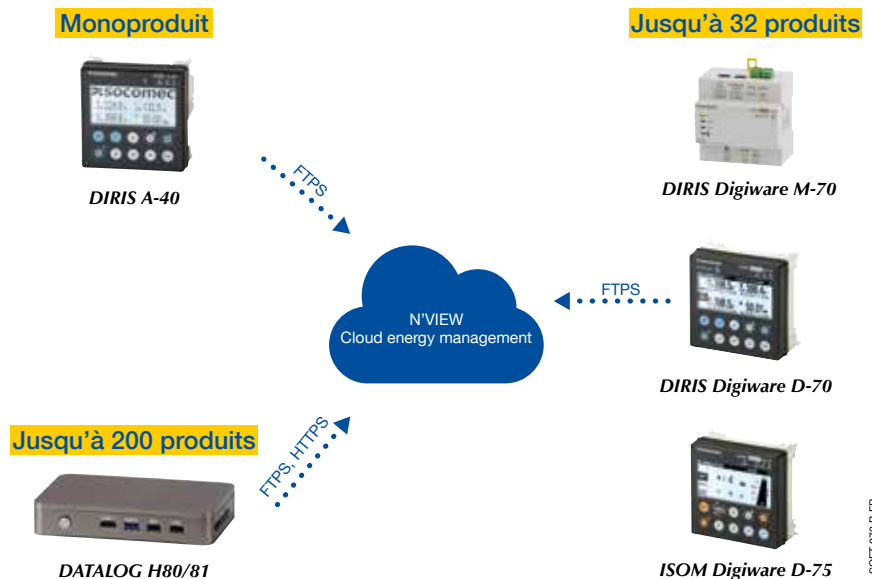 Monoproduit
Jusqu'à 32 produits
socomec
DIRIS A-40
FTPS
DIRIS Digiware M-70
N'VIEW
Cloud energy management
FTPS
DIRIS Digiware D-70
Jusqu'à 200 produits
FTPS, HTTPS
DATALOG H80/81
ISOM Digiware D-75